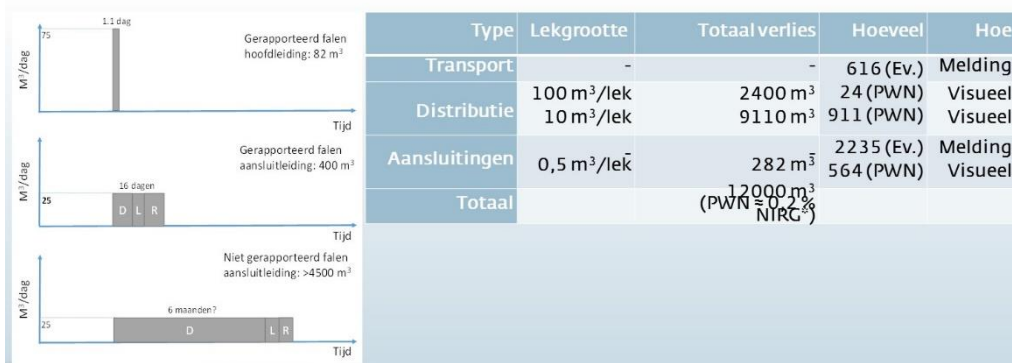 1.1 dag
75
M³/dag
Gerapporteerd falen
hoofdleiding: 82 m³
Tijd
Gerapporteerd falen
aansluitleiding: 400 m³
M³/dag
16 dagen
25
D L R
Tijd
Niet gerapporteerd falen
aansluitleiding: >4500 m³
M³/dag
6 maanden?
25
D L R
Tijd
Type Lekgrootte Totaal verlies Hoeveel Hoe
Transport - - 616 (Ev.) Melding
Distributie
100 m³/lek 2400 m³ 24 (PWN) Visueel
10 m³/lek 9110 m³ 911 (PWN) Visueel
Aansluitingen
- - 2235 (Ev.) Melding
0,5 m³/lek 282 m³ 564 (PWN) Visueel
Totaal
12000 m³
(PWN ≈ 0,2 %
NIRG*)